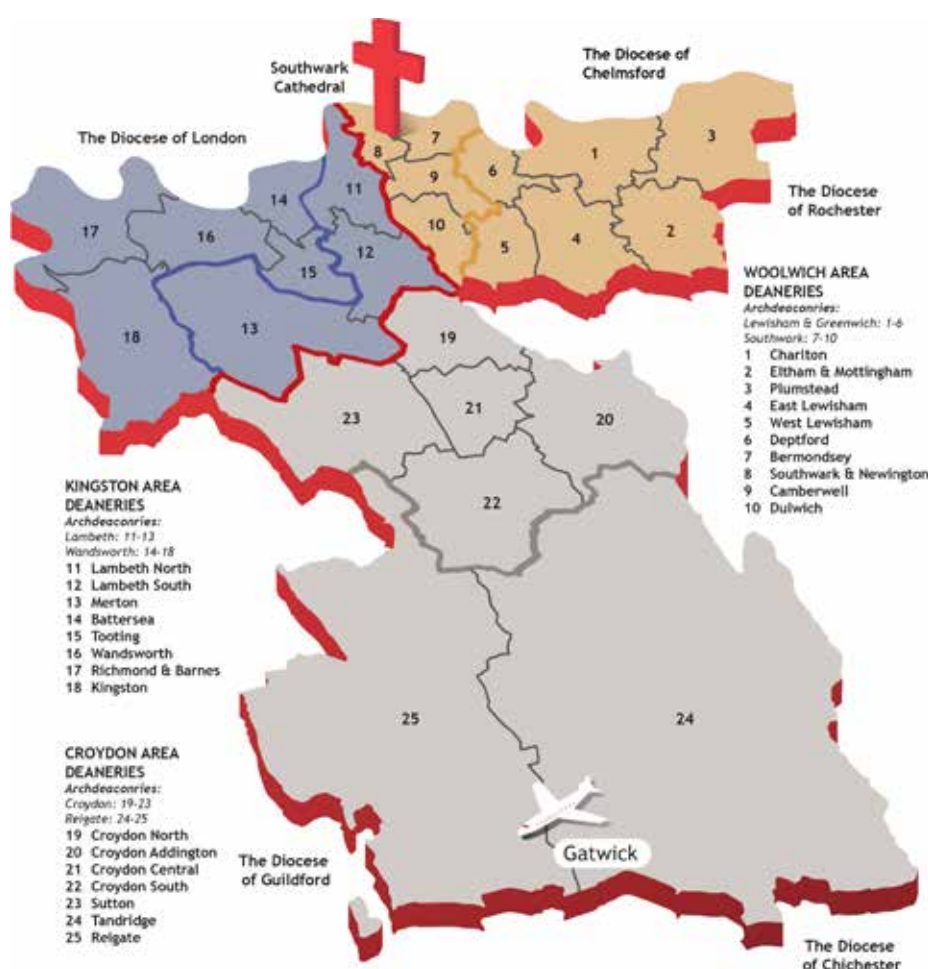 Southwark
Cathedral
The Diocese of
Chelmsford
The Diocese of London
The Diocese
of Rochester
1
2
3
4
5
6
7
8
9
10
11
12
13
14
15
16
17
18
19
20
21
22
23
24
25
WOOLWICH AREA
DEANERIES
Archdeaconries:
Lewisham & Greenwich: 1-6
Southwark: 7-10
1 Charlton
2 Eltham & Mottingham
3 Plumstead
4 East Lewisham
5 West Lewisham
6 Deptford
7 Bermondsey
8 Southwark & Newington
9 Camberwell
10 Dulwich
KINGSTON AREA
DEANERIES
Archdeaconries:
Lambeth: 11-13
Wandsworth: 14-18
11 Lambeth North
12 Lambeth South
13 Merton
14 Battersea
15 Tooting
16 Wandsworth
17 Richmond & Barnes
18 Kingston
CROYDON AREA
DEANERIES
Archdeaconries:
Croydon: 19-23
Reigate: 24-25
19 Croydon North
20 Croydon Addington
21 Croydon Central
22 Croydon South
23 Sutton
24 Tandridge
25 Reigate
The Diocese
of Guildford
Gatwick
The Diocese
of Chichester